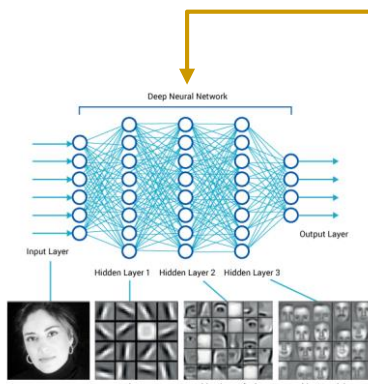 Deep Neural Network
Input Layer
Output Layer
Hidden Layer 1 Hidden Layer 2 Hidden Layer 3